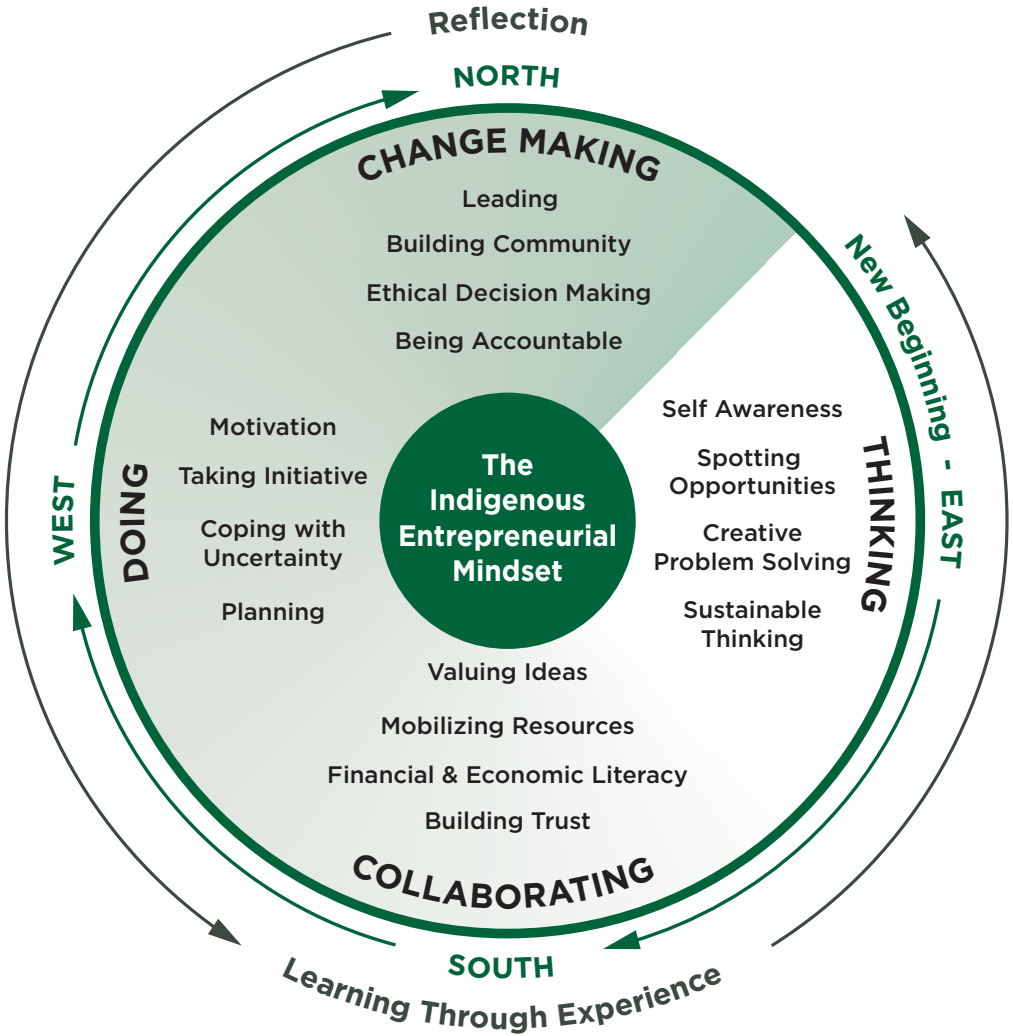 Reflection
NORTH
CHANGE MAKING
Leading
Building Community
Ethical Decision Making
Being Accountable
New Beginning - EAST
THINKING
Self Awareness
Spotting
Opportunities
Creative
Problem Solving
Sustainable
Thinking
The
Indigenous
Entrepreneurial
Mindset
WEST
DOING
Motivation
Taking Initiative
Coping with
Uncertainty
Planning
Valuing Ideas
Mobilizing Resources
Financial & Economic Literacy
Building Trust
COLLABORATING
SOUTH
Learning Through Experience